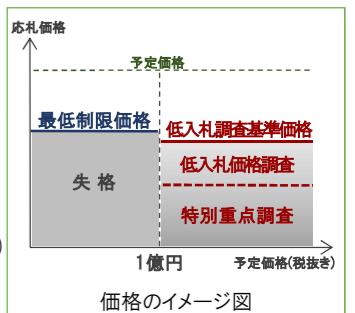 応札価格
予定価格
最低制限価格
低入札調査基準価格
低入札価格調査
失格
特別重点調査
)
1億円
予定価格(税抜き)
価格のイメージ図